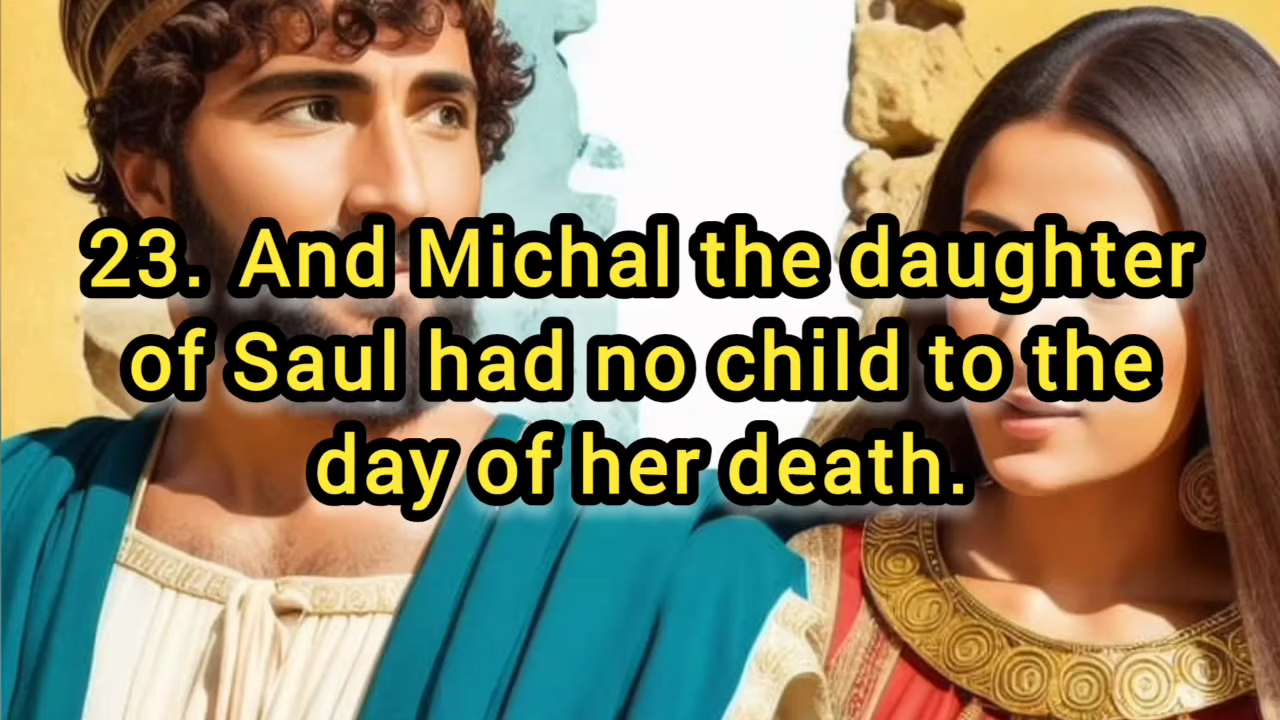 23. And Michal the daughter
of Saul had no child to the
day of her death.